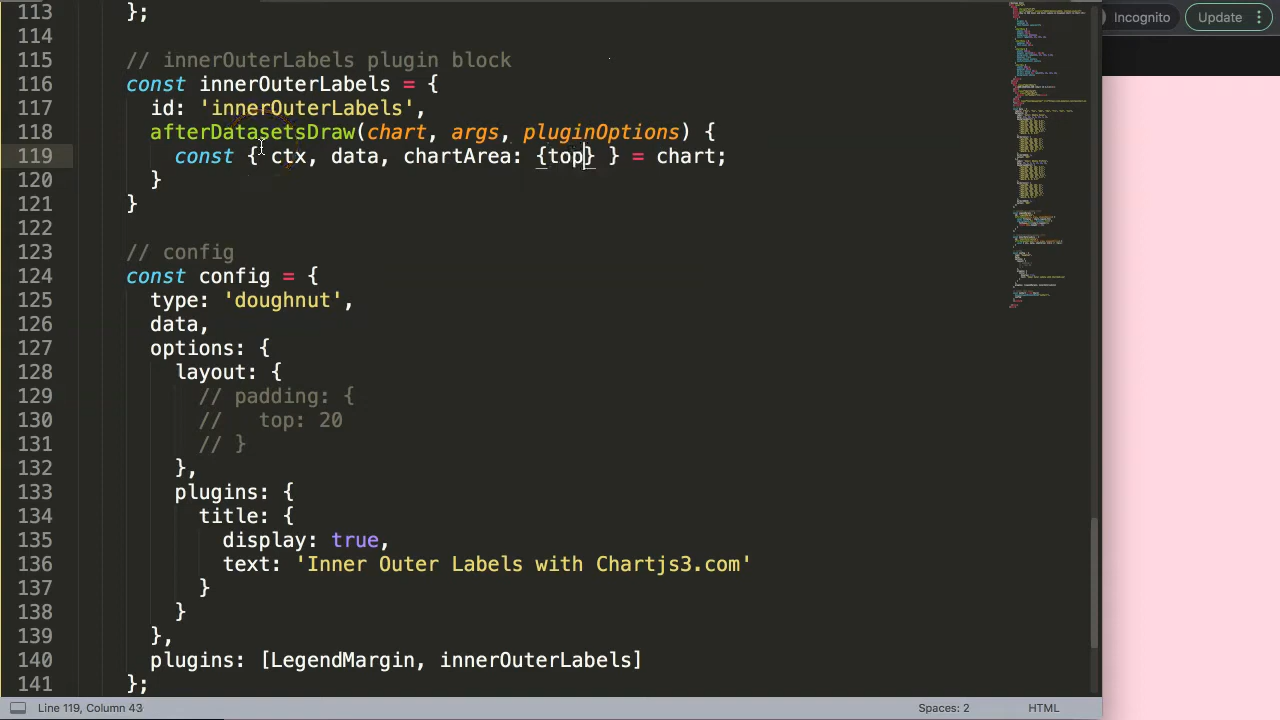 Incognito
Update
113 };
114
115 // innerOuterLabels plugin block
116 const innerOuterLabels = {
117 id: 'innerOuterLabels',
118 afterDatasetsDraw(chart, args, pluginOptions) {
119 const { ctx, data, chartArea: {top} } = chart;
120 }
121 }
122
123 // config
124 const config = {
125 type: 'doughnut',
126 data,
127 options: {
128 layout: {
129 // padding: {
130 //   top: 20
131 // }
132 },
133 plugins: {
134 title: {
135 display: true,
136 text: 'Inner Outer Labels with Chartjs3.com'
137 }
138 }
139 },
140 plugins: [LegendMargin, innerOuterLabels]
141 };
Line 119, Column 43
Spaces: 2
HTML